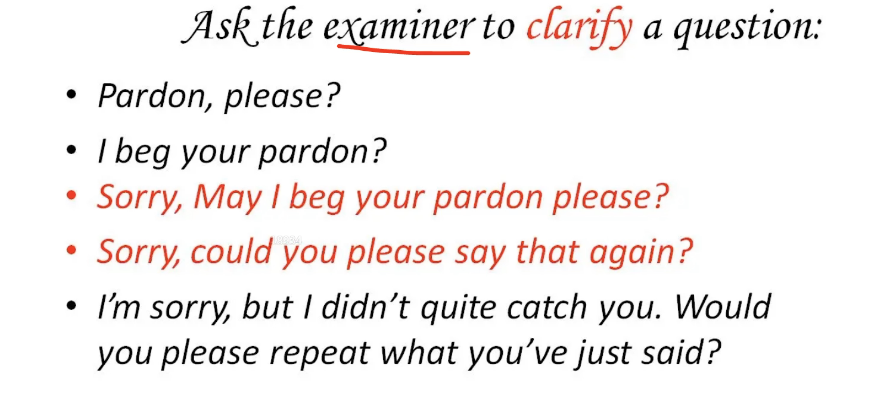 Ask the examiner to clarify a question:
• Pardon, please?
• I beg your pardon?
• Sorry, May I beg your pardon please?
• Sorry, could you please say that again?
• I'm sorry, but I didn't quite catch you. Would
you please repeat what you've just said?